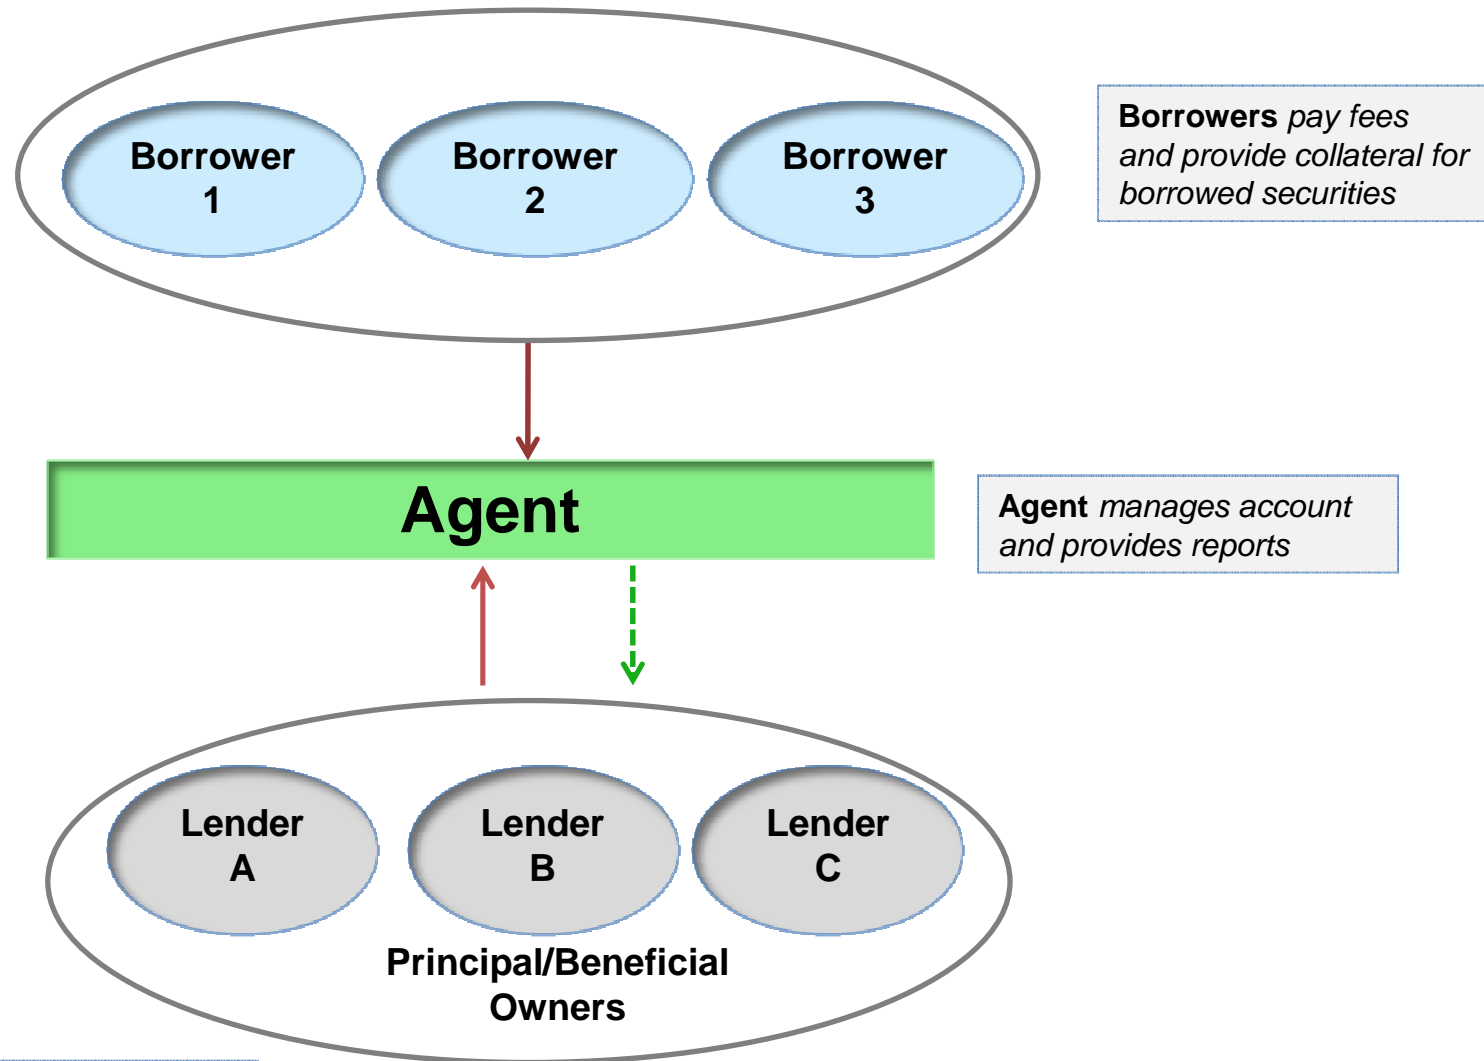 Borrower
1
Borrower
2
Borrower
3
Borrowers pay fees
and provide collateral for
borrowed securities
Agent
Agent manages account
and provides reports
Lender
A
Lender
B
Lender
C
Principal/Beneficial
Owners